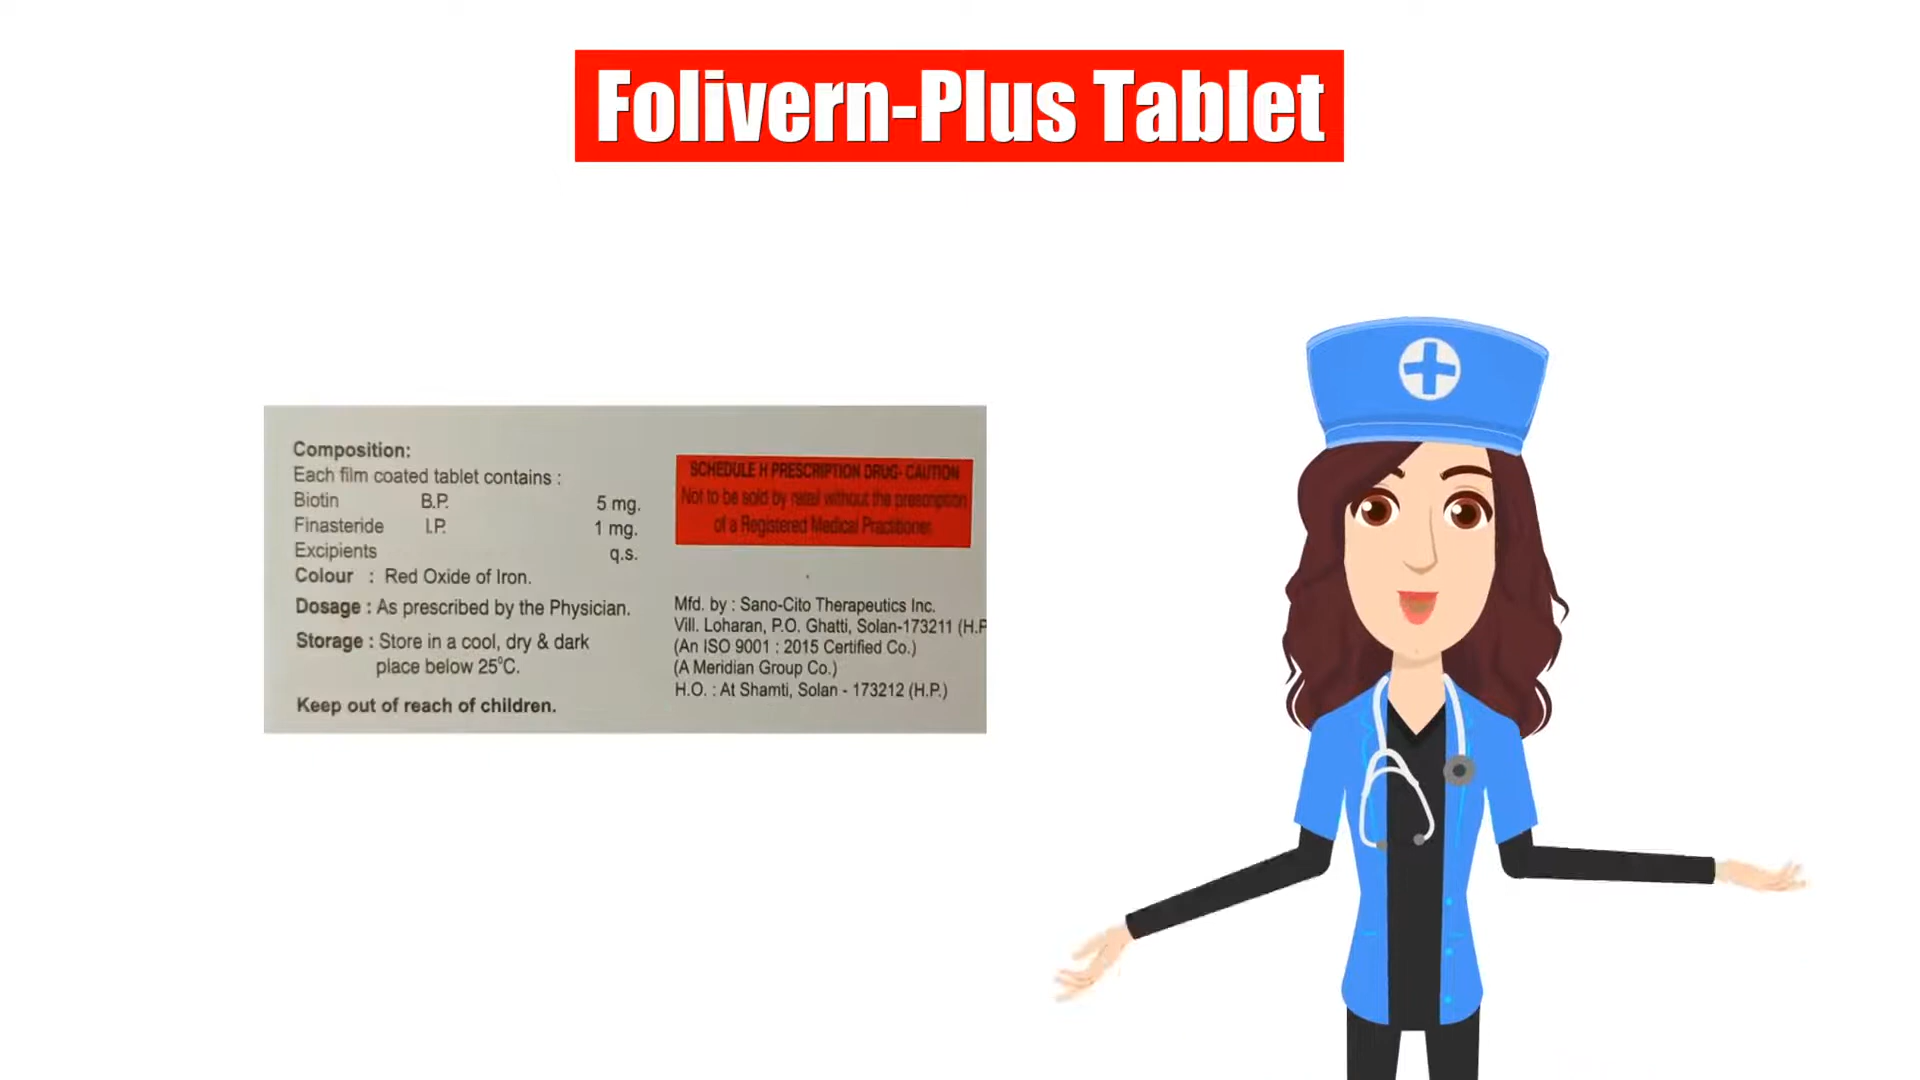 Folivern-Plus Tablet
Composition:
Each film coated tablet contains :
Biotin B.P. 5 mg.
Finasteride I.P. 1 mg.
Excipients q.s.
Colour : Red Oxide of Iron.
Dosage : As prescribed by the Physician.
Storage : Store in a cool, dry & dark
place below 25°C.
Keep out of reach of children.
SCHEDULE H PRESCRIPTION DRUG- CAUTION
Not to be sold by retail without the prescription
of a Registered Medical Practitioner.
Mfd. by : Sano-Cito Therapeutics Inc.
Vill. Loharan, P.O. Ghatti, Solan-173211 (H.P
(An ISO 9001 : 2015 Certified Co.)
(A Meridian Group Co.)
H.O. : At Shamti, Solan - 173212 (H.P.)